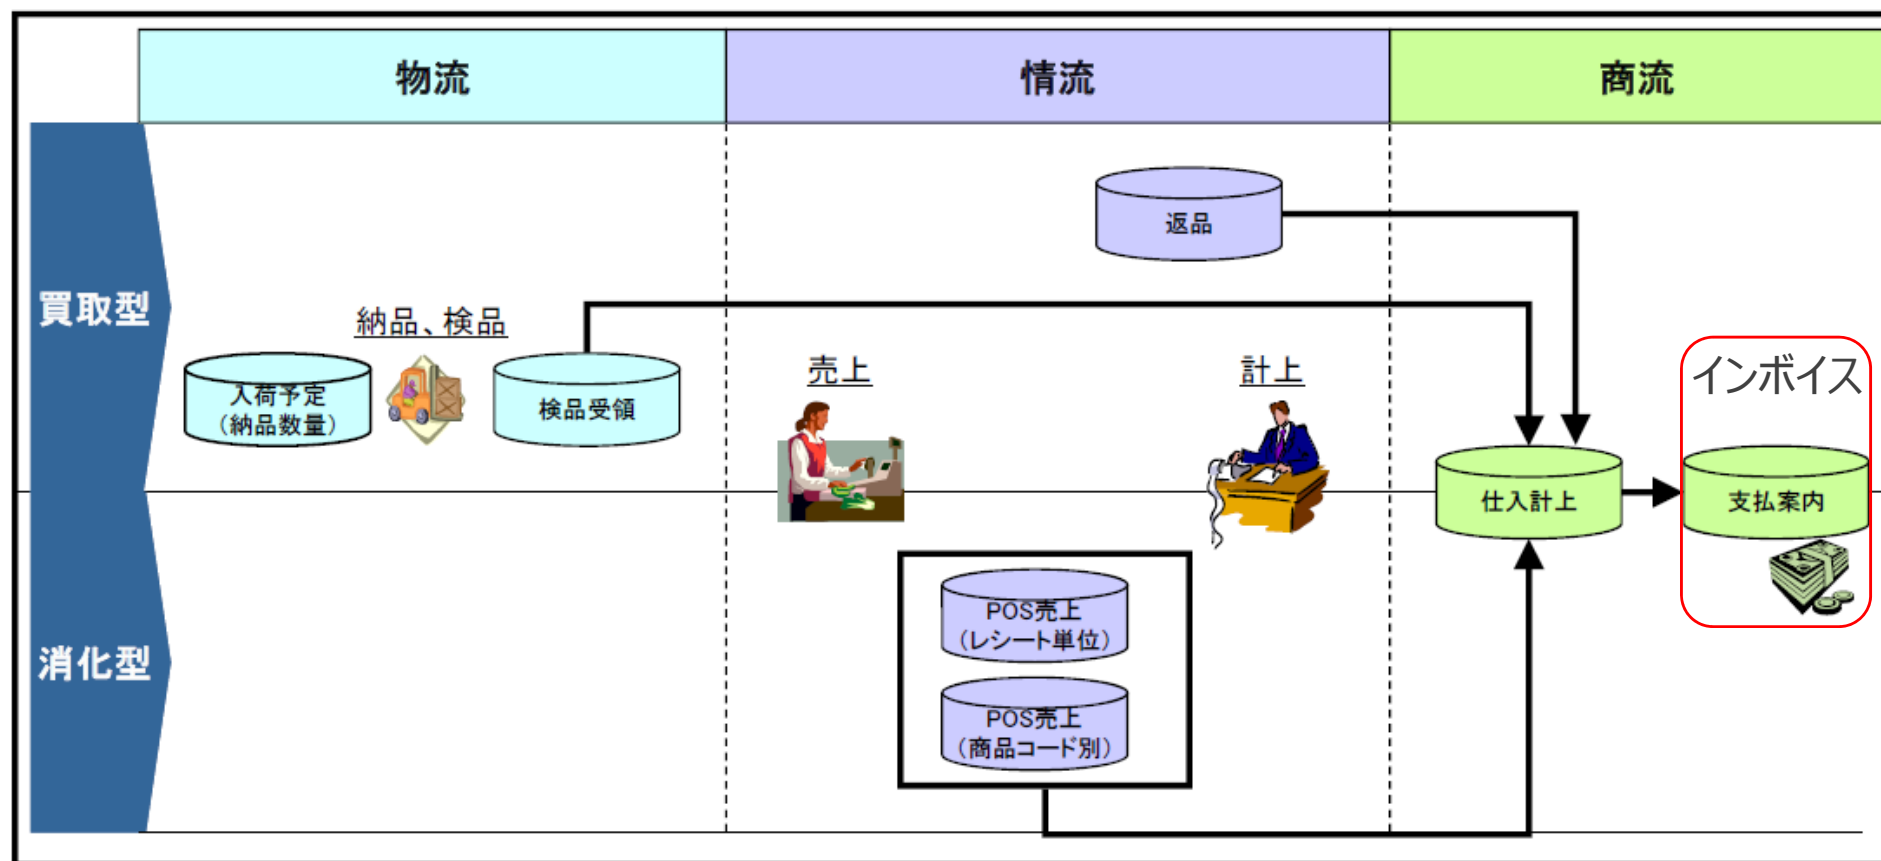 物流
情流
商流
買取型
返品
納品、検品
入荷予定
（納品数量）
検品受領
売上
計上
インボイス
仕入計上
支払案内
消化型
POS売上
（レシート単位）
POS売上
（商品コード別）